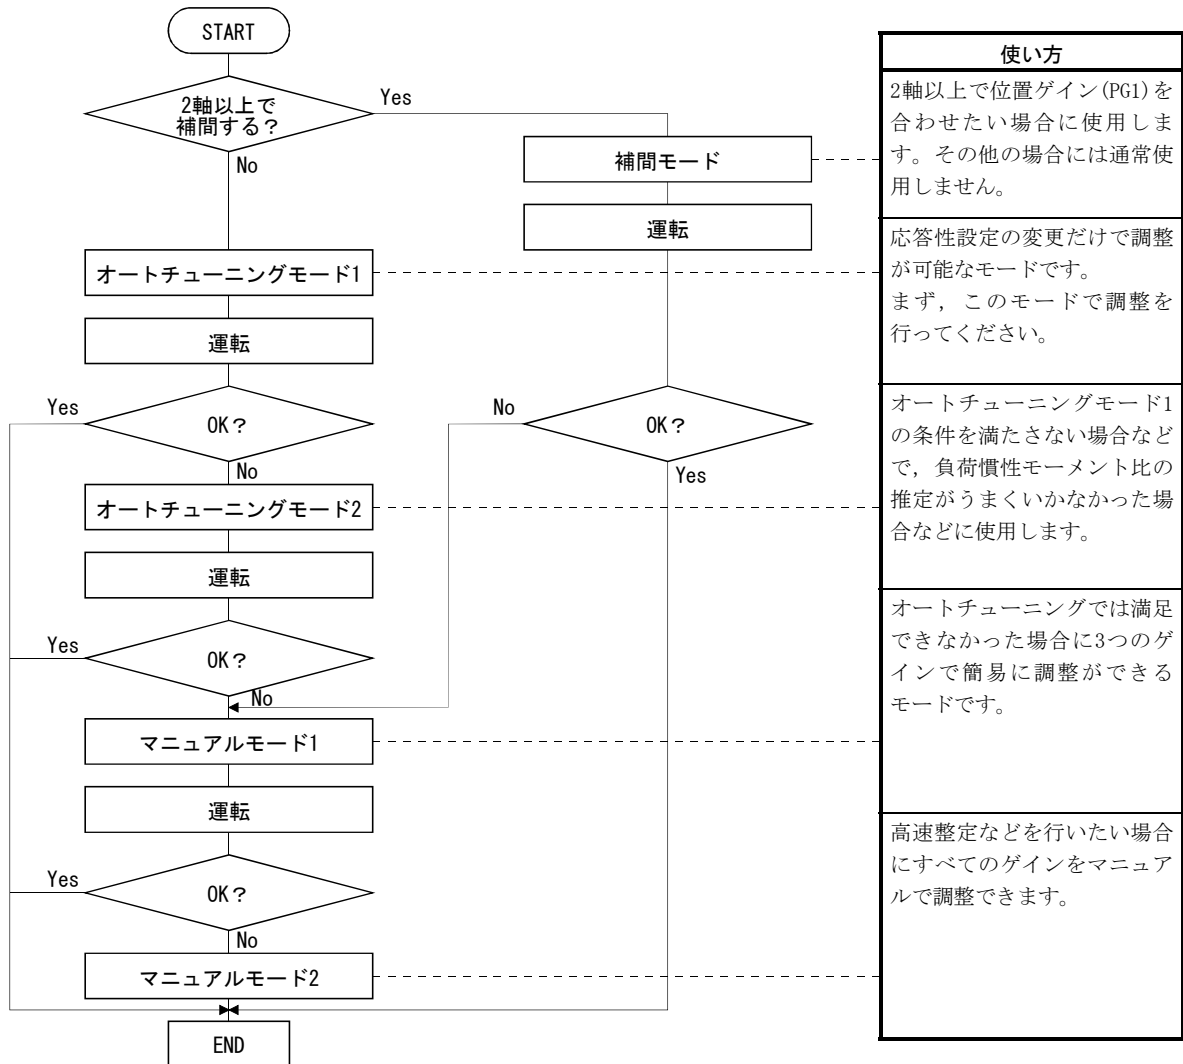 START
2軸以上で
補間する？
Yes
No
補間モード
運転
オートチューニングモード1
運転
Yes
OK？
No
No
OK？
Yes
オートチューニングモード2
運転
Yes
OK？
No
マニュアルモード1
運転
Yes
OK？
No
マニュアルモード2
END
使い方
2軸以上で位置ゲイン(PG1)を
合わせたい場合に使用しま
す。その他の場合には通常使
用しません。
応答性設定の変更だけで調整
が可能なモードです。
まず，このモードで調整を
行ってください。
オートチューニングモード1
の条件を満たさない場合など
で，負荷慣性モーメント比の
推定がうまくいかなかった場
合などに使用します。
オートチューニングでは満足
できなかった場合に3つのゲ
インで簡易に調整ができる
モードです。
高速整定などを行いたい場合
にすべてのゲインをマニュア
ルで調整できます。